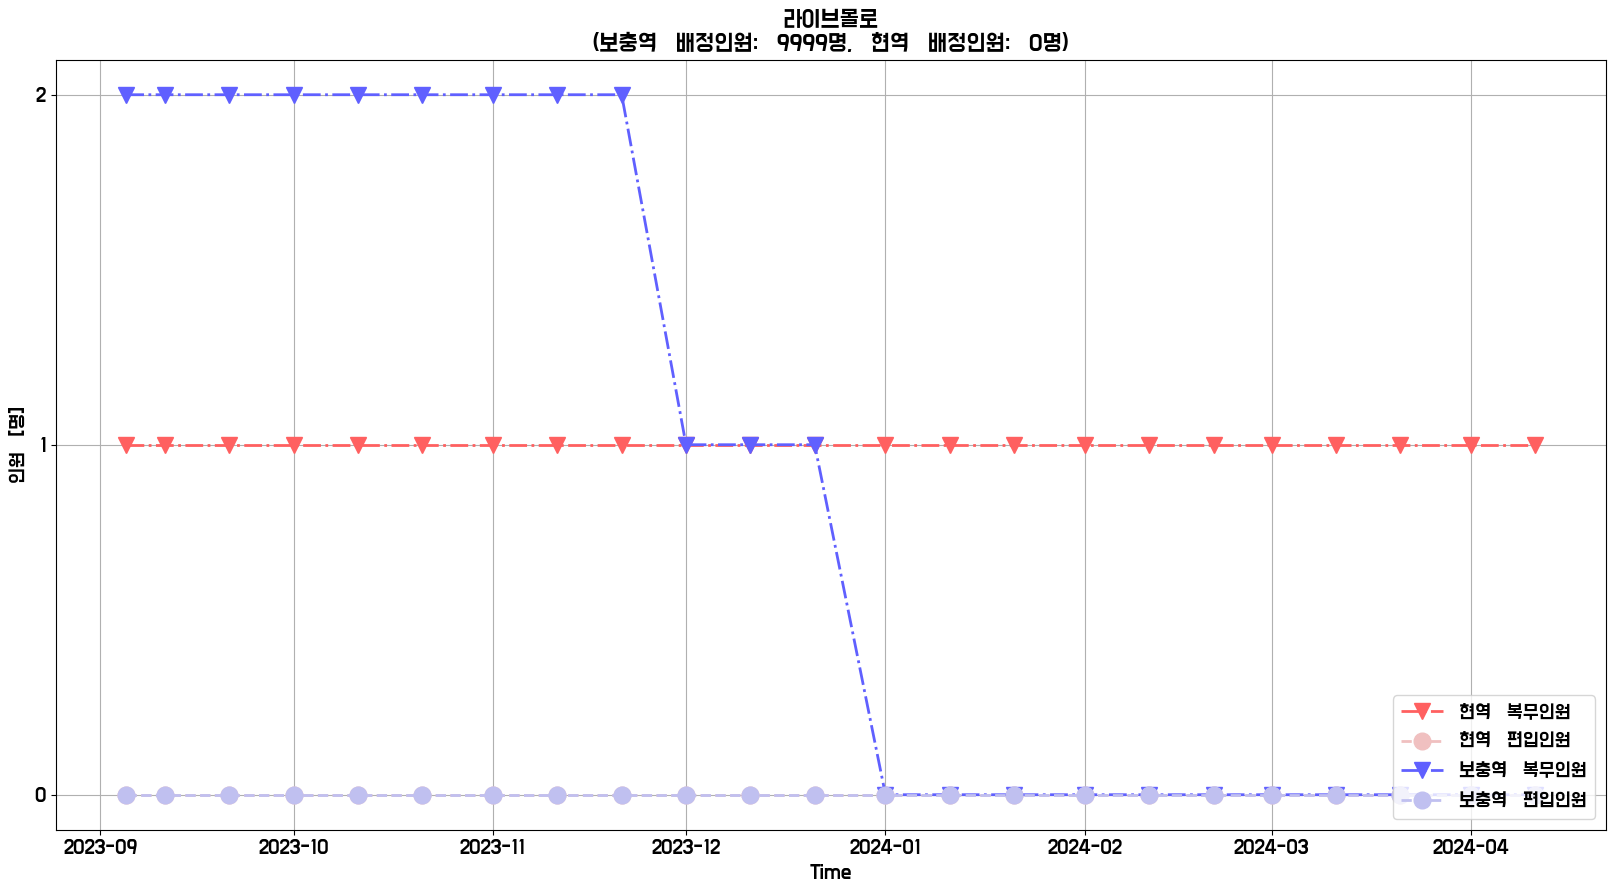 라이브몰로
(보충역 배정인원: 9999명, 현역 배정인원: 0명)
인원 [명]
2
1
0
현역 복무인원
현역 편입인원
보충역 복무인원
보충역 편입인원
2023-09 2023-10 2023-11 2023-12 2024-01 2024-02 2024-03 2024-04
Time